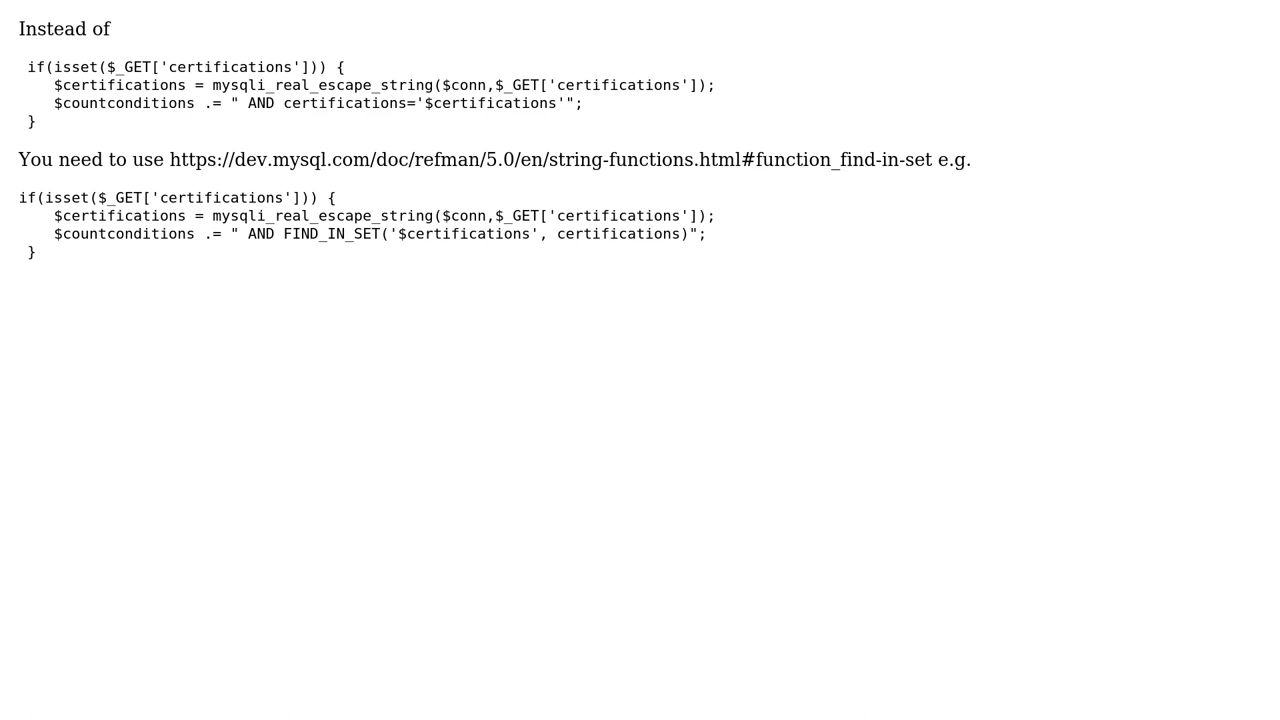 Instead of
 if(isset($_GET['certifications'])) {
    $certifications = mysqli_real_escape_string($conn,$_GET['certifications']);
    $countconditions .= " AND certifications='$certifications'";
 }
You need to use https://dev.mysql.com/doc/refman/5.0/en/string-functions.html#function_find-in-set e.g.
if(isset($_GET['certifications'])) {
    $certifications = mysqli_real_escape_string($conn,$_GET['certifications']);
    $countconditions .= " AND FIND_IN_SET('$certifications', certifications)";
 }